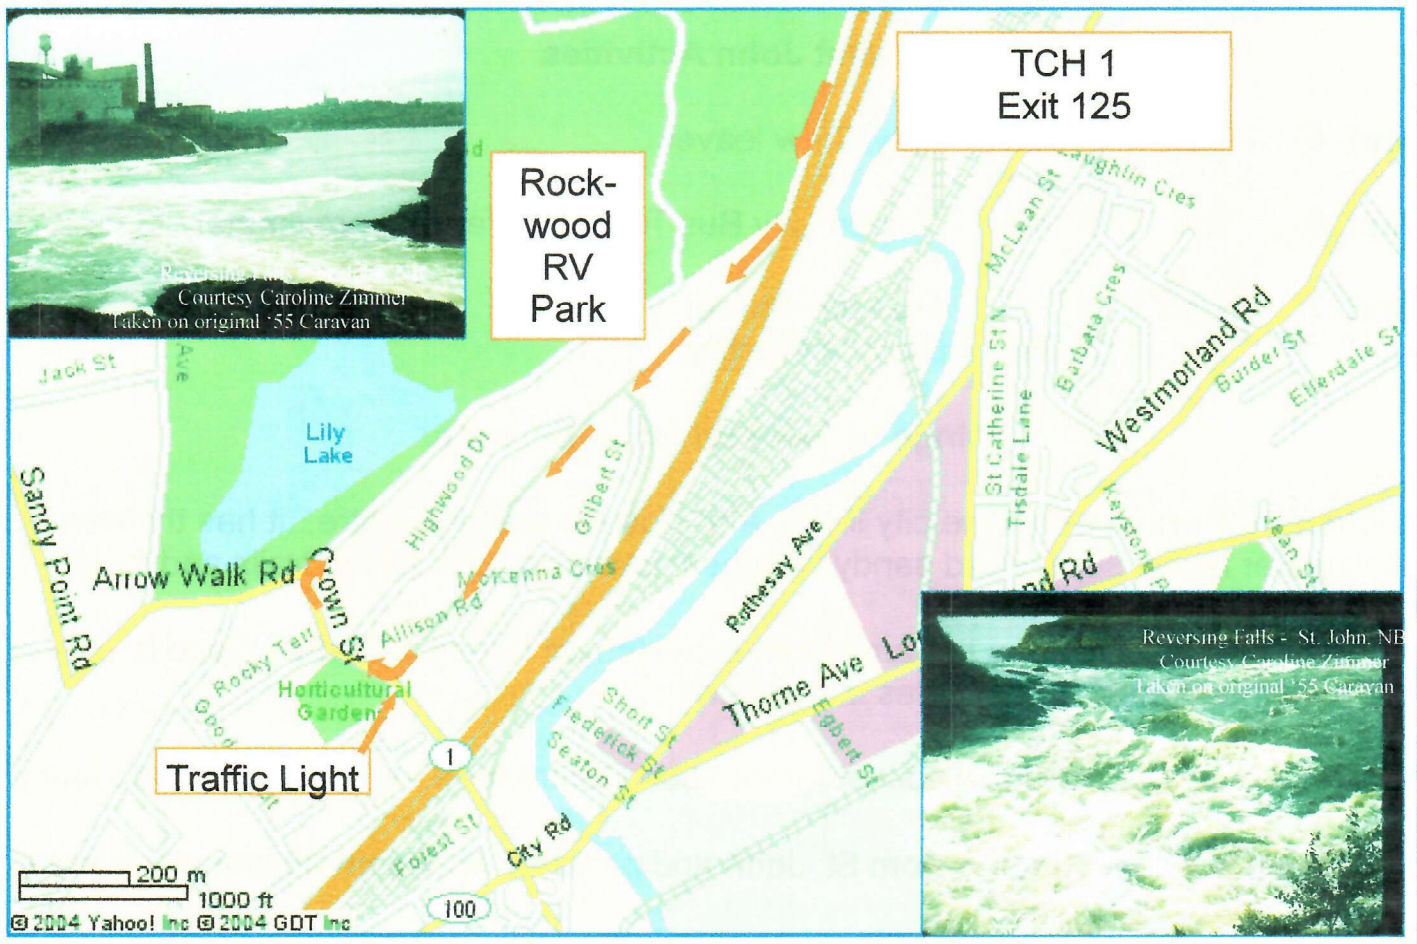 TCH 1
Exit 125
Rock-
wood
RV
Park
Courtesy Caroline Zimmer
Taken on original '55 Caravan
Jack St
Ave
Lily
Lake
Sandy Point Rd
Arrow Walk Rd
Crown St
Highwood Dr
Gilbert St
McKenna Cres
Allison Rd
Rocky Terr
Horticultural
Garden
Traffic Light
1
Forest St
City Rd
100
200 m
1000 ft
© 2004 Yahoo! Inc © 2004 GDT Inc
Laughlin Cres
McLean St
Barbara Cres
St Catherine St N
Tisdale Lane
Westmorland Rd
Burder St
Ellerdale St
Keystone
Jean St
Rothesay Ave
Thorne Ave
Short St
Frederick St
Seaton St
Egbert St
Reversing Falls - St. John, NB
Courtesy Caroline Zimmer
Taken on original '55 Caravan